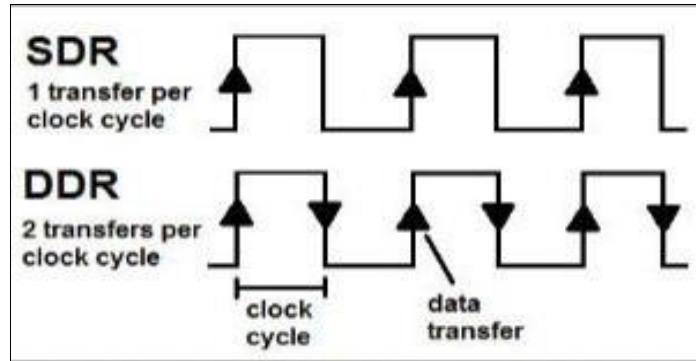 SDR
1 transfer per
clock cycle
DDR
2 transfers per
clock cycle
clock
cycle
data
transfer